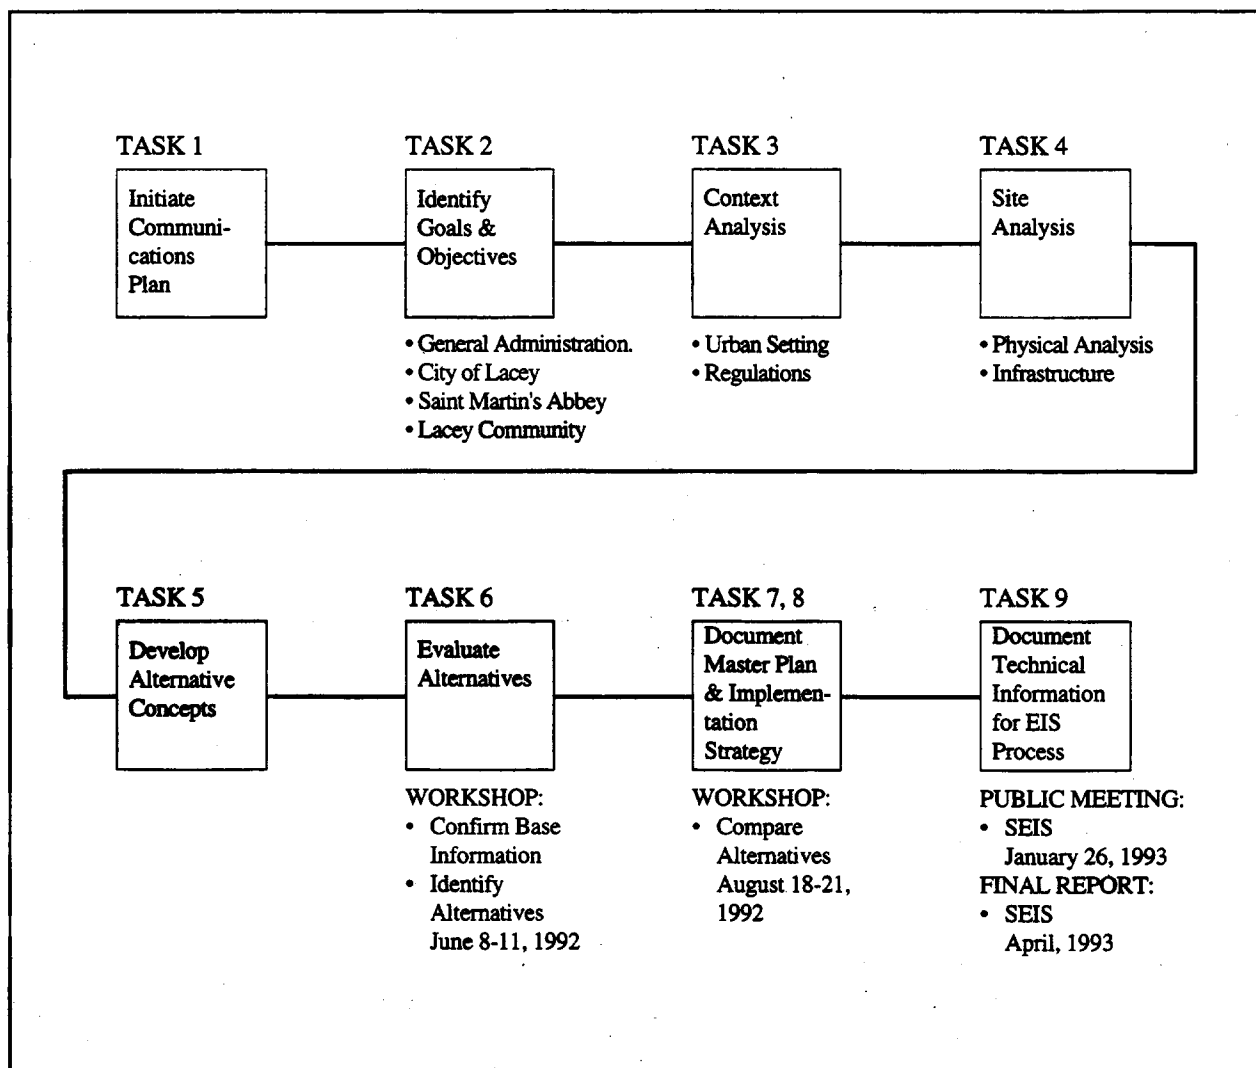 TASK 1
Initiate
Communi-
cations
Plan
TASK 2
Identify
Goals &
Objectives
• General Administration.
• City of Lacey
• Saint Martin's Abbey
• Lacey Community
TASK 3
Context
Analysis
• Urban Setting
• Regulations
TASK 4
Site
Analysis
• Physical Analysis
• Infrastructure
TASK 5
Develop
Alternative
Concepts
TASK 6
Evaluate
Alternatives
WORKSHOP:
• Confirm Base
Information
• Identify
Alternatives
June 8-11, 1992
TASK 7, 8
Document
Master Plan
& Implemen-
tation
Strategy
WORKSHOP:
• Compare
Alternatives
August 18-21,
1992
TASK 9
Document
Technical
Information
for EIS
Process
PUBLIC MEETING:
• SEIS
January 26, 1993
FINAL REPORT:
• SEIS
April, 1993